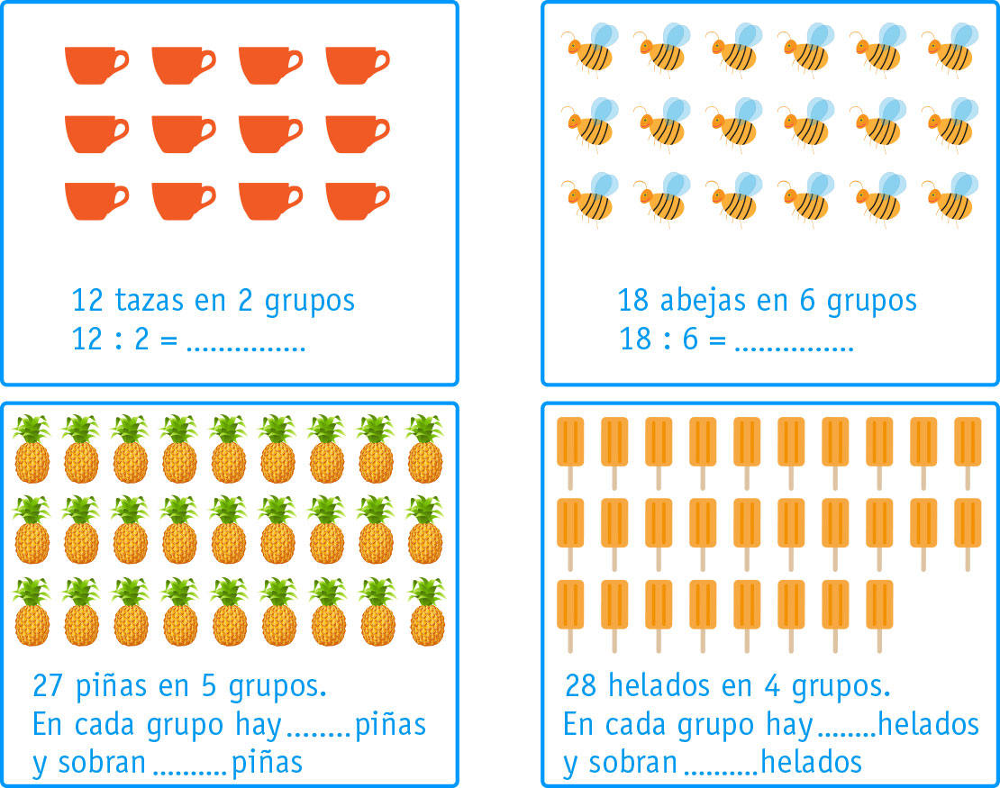 12 tazas en 2 grupos
12 : 2 = ...............
18 abejas en 6 grupos
18 : 6 = ...............
27 piñas en 5 grupos.
En cada grupo hay ........ piñas
y sobran .......... piñas
28 helados en 4 grupos.
En cada grupo hay ........ helados
y sobran .......... helados